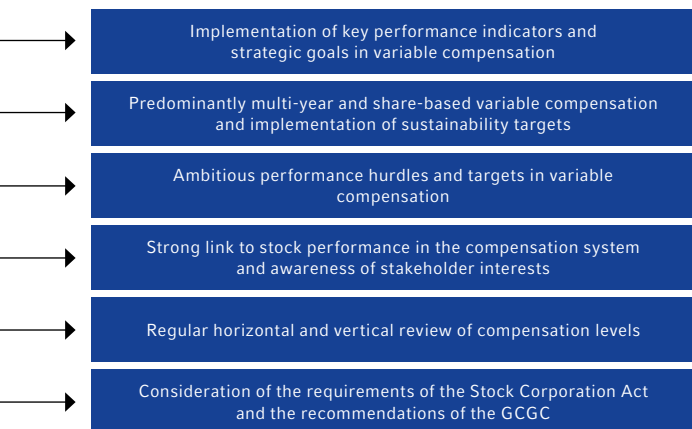 Implementation of key performance indicators and
strategic goals in variable compensation
Predominantly multi-year and share-based variable compensation
and implementation of sustainability targets
Ambitious performance hurdles and targets in variable
compensation
Strong link to stock performance in the compensation system
and awareness of stakeholder interests
Regular horizontal and vertical review of compensation levels
Consideration of the requirements of the Stock Corporation Act
and the recommendations of the GCGC